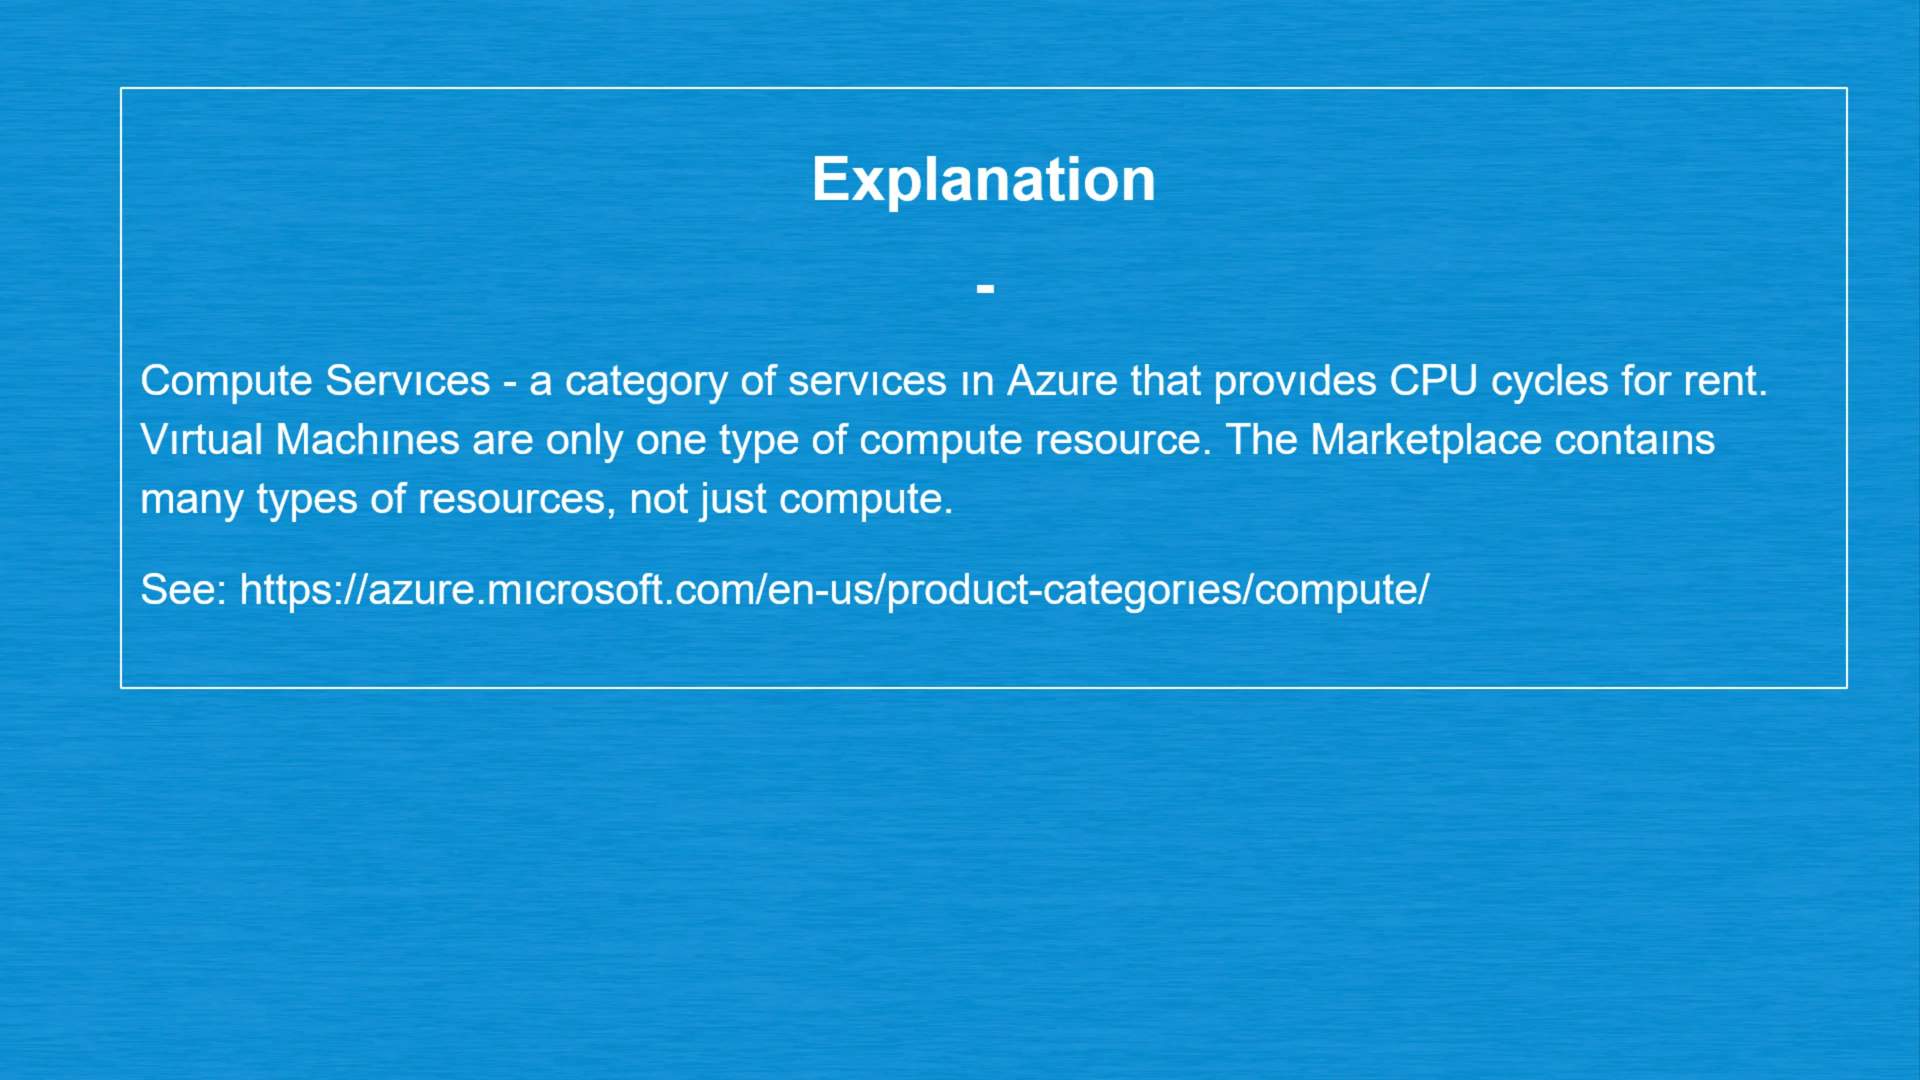 Explanation
-
Compute Services - a category of services in Azure that provides CPU cycles for rent.
Virtual Machines are only one type of compute resource. The Marketplace contains
many types of resources, not just compute.
See: https://azure.microsoft.com/en-us/product-categories/compute/